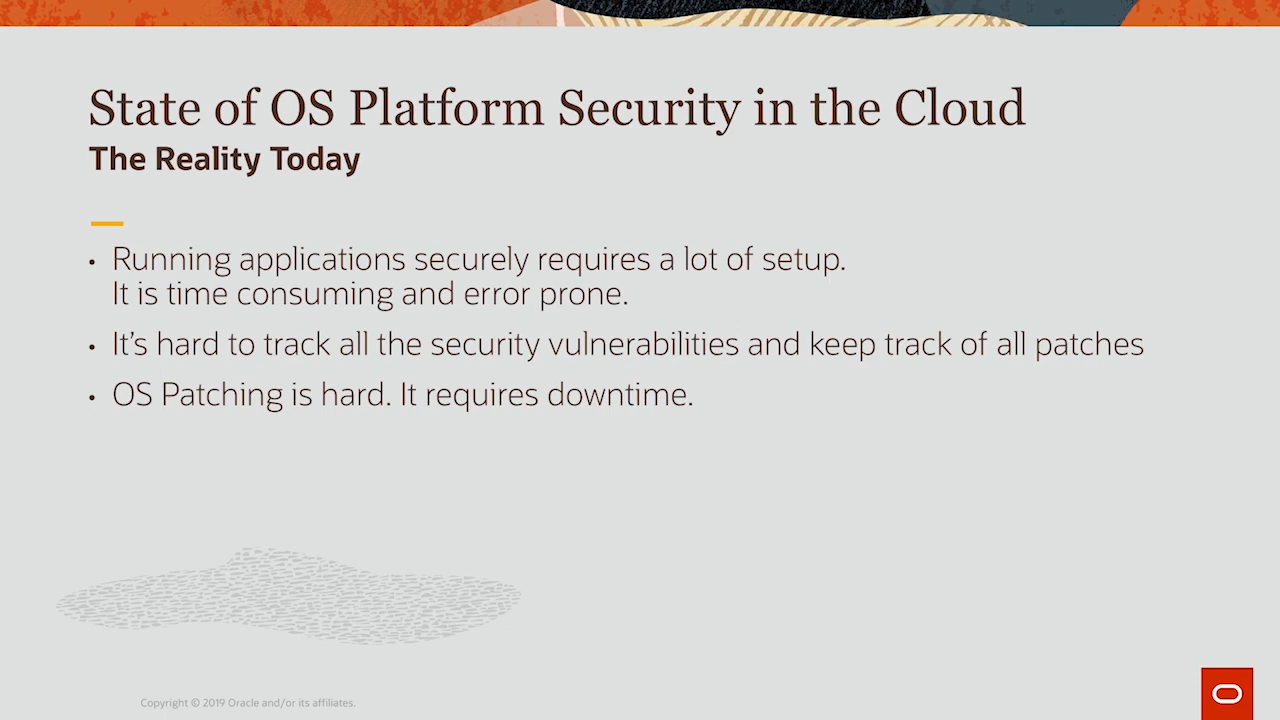 State of OS Platform Security in the Cloud
The Reality Today
• Running applications securely requires a lot of setup.
It is time consuming and error prone.
• It’s hard to track all the security vulnerabilities and keep track of all patches
• OS Patching is hard. It requires downtime.
Copyright © 2019 Oracle and/or its affiliates.